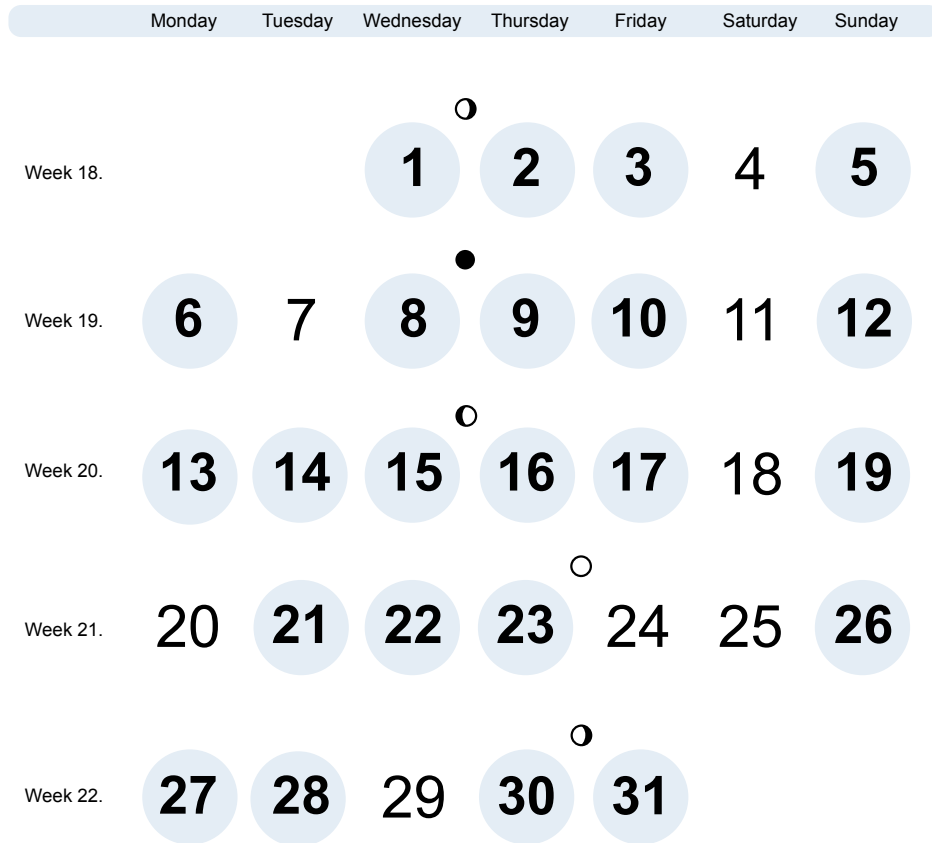 Monday Tuesday Wednesday Thursday Friday Saturday Sunday
Week 18. 1 2 3 4 5
Week 19. 6 7 8 9 10 11 12
Week 20. 13 14 15 16 17 18 19
Week 21. 20 21 22 23 24 25 26
Week 22. 27 28 29 30 31